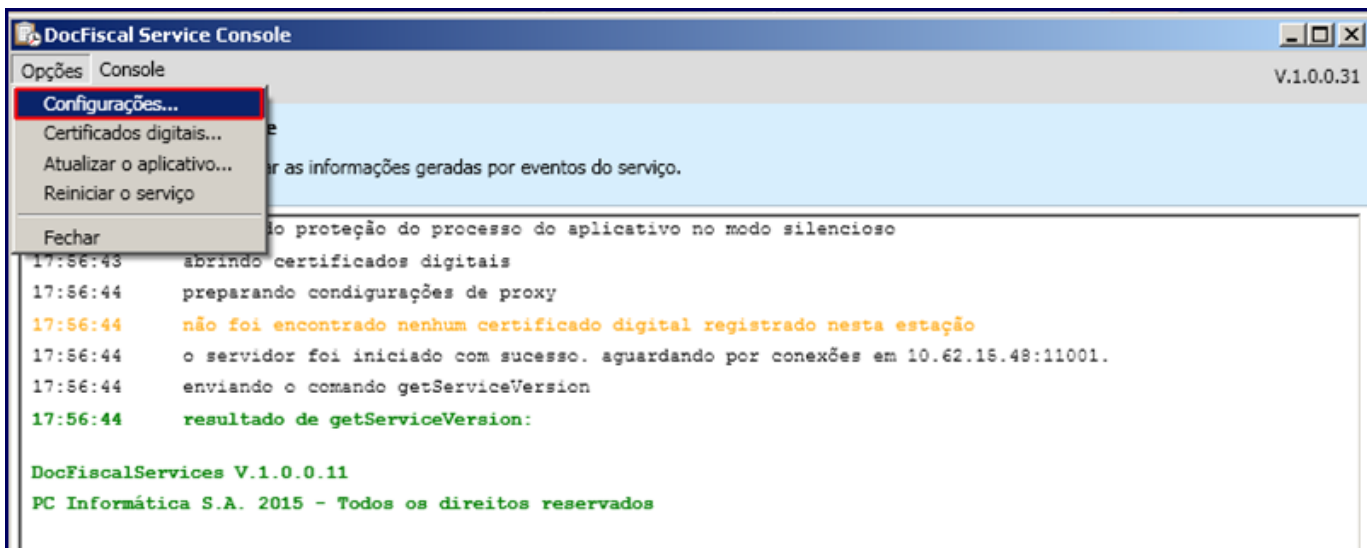 DocFiscal Service Console
Opções Console V.1.0.0.31
Configurações...
Certificados digitais...
Atualizar o aplicativo...
as informações geradas por eventos do serviço.
Reiniciar o serviço
Fechar
proteção do processo do aplicativo no modo silencioso
17:56:43 abrindo certificados digitais
17:56:44 preparando condigurações de proxy
17:56:44 não foi encontrado nenhum certificado digital registrado nesta estação
17:56:44 o servidor foi iniciado com sucesso. aguardando por conexões em 10.62.15.48:11001.
17:56:44 enviando o comando getServiceVersion
17:56:44 resultado de getServiceVersion:
DocFiscalServices V.1.0.0.11
PC Informática S.A. 2015 - Todos os direitos reservados